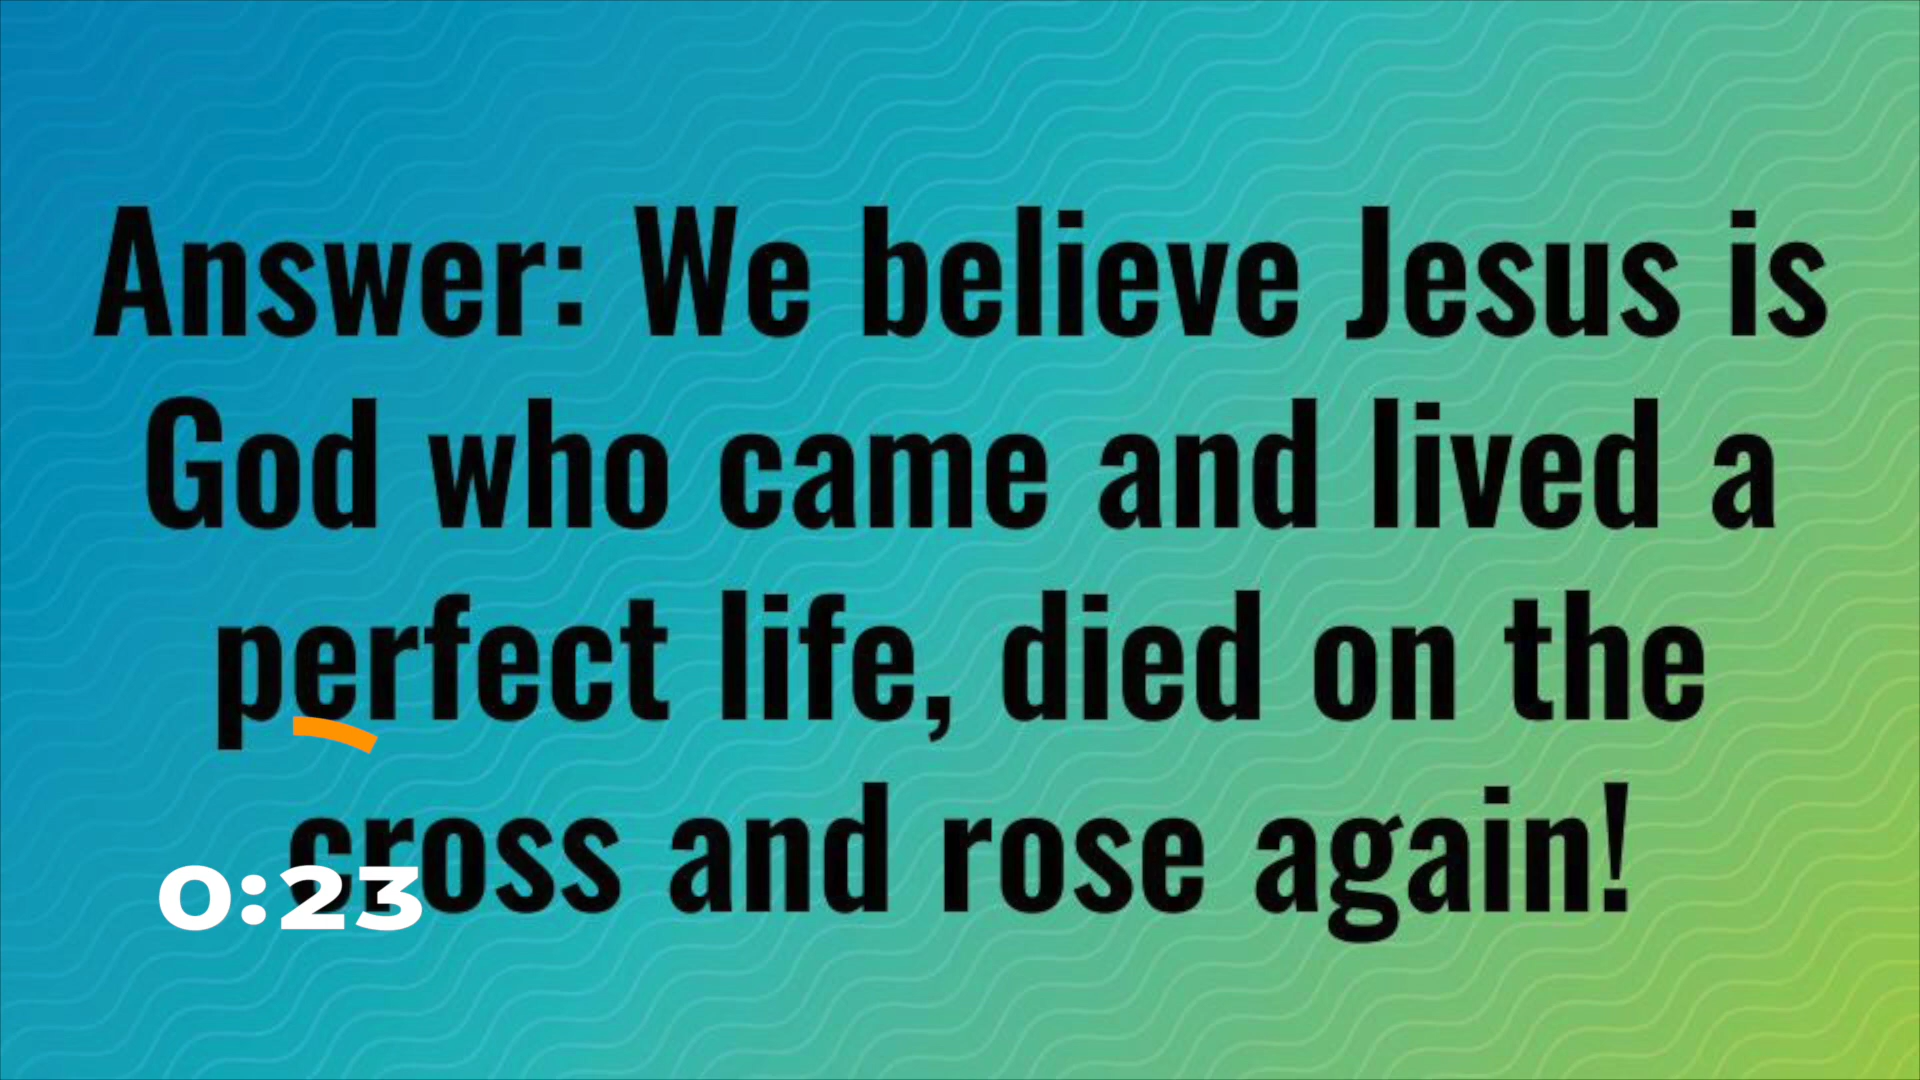 Answer: We believe Jesus is
God who came and lived a
perfect life, died on the
cross and rose again!
0:23